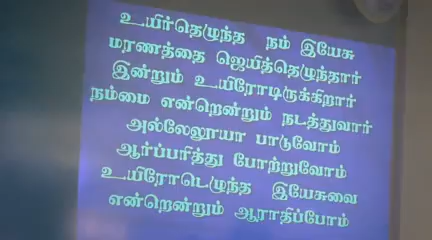 உயிர்தெழுந்த நம் இயேசு
மரணத்தை ஜெயித்தெழுந்தார்
இன்றும் உயிரோடிருக்கிறார்
நம்மை என்றென்றும் நடத்துவார்
அல்லேலூயா பாடுவோம்
ஆர்ப்பரித்து போற்றுவோம்
உயிரோடெழுந்த இயேசுவை
என்றென்றும் ஆராதிப்போம்